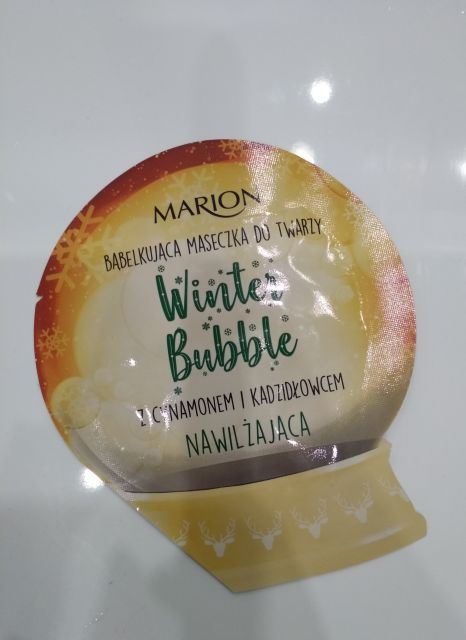 MARION
BĄBELKUJĄCA MASECZKA DO TWARZY
Winter
Bubble
Z CYNAMONEM I KADZIDŁOWCEM
NAWILŻAJĄCA